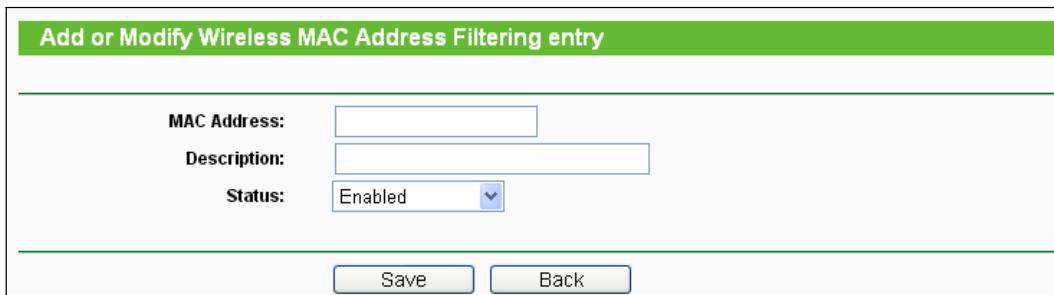 Add or Modify Wireless MAC Address Filtering entry
MAC Address:
Description:
Status: Enabled
Save Back